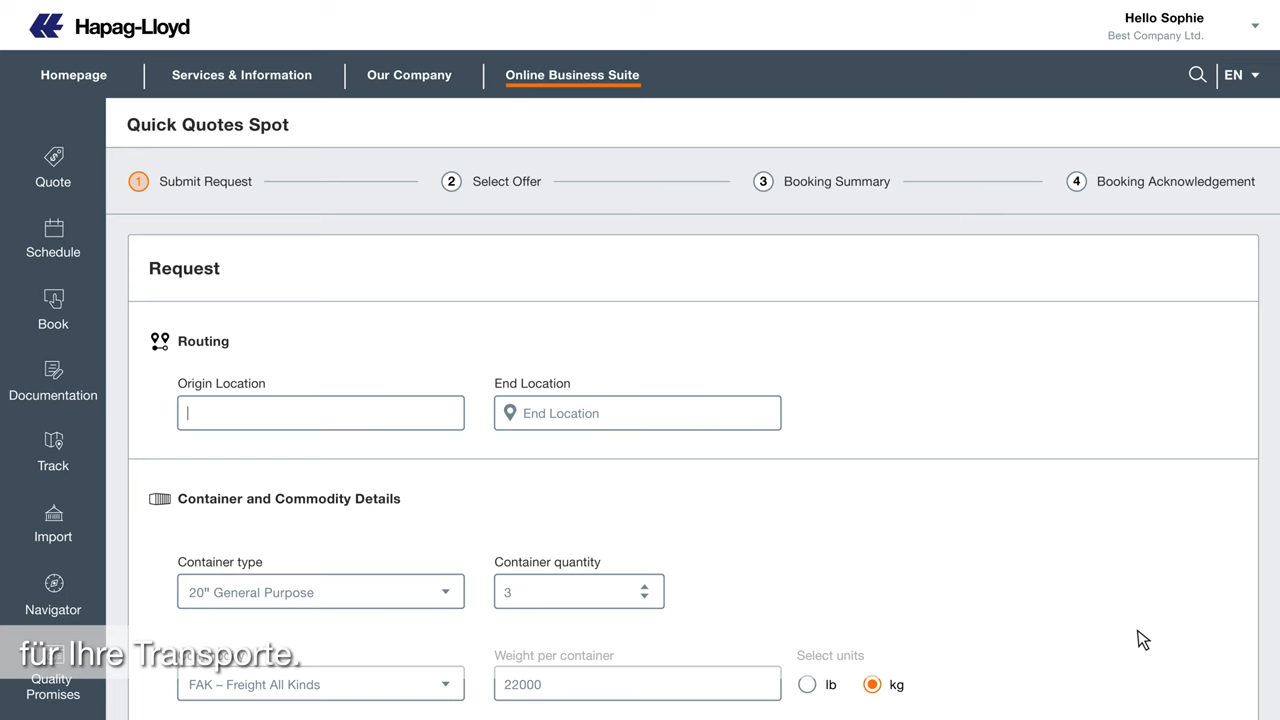 Hapag-Lloyd
Hello Sophie
Best Company Ltd.
Homepage
Services & Information
Our Company
Online Business Suite
EN
Quick Quotes Spot
1 Submit Request
2 Select Offer
3 Booking Summary
4 Booking Acknowledgement
Quote
Schedule
Book
Documentation
Track
Import
Navigator
Quality
Promises
Request
Routing
Origin Location
End Location
End Location
Container and Commodity Details
Container type
Container quantity
20" General Purpose
3
Weight per container
Select units
FAK – Freight All Kinds
22000
lb
kg
für Ihre Transporte.